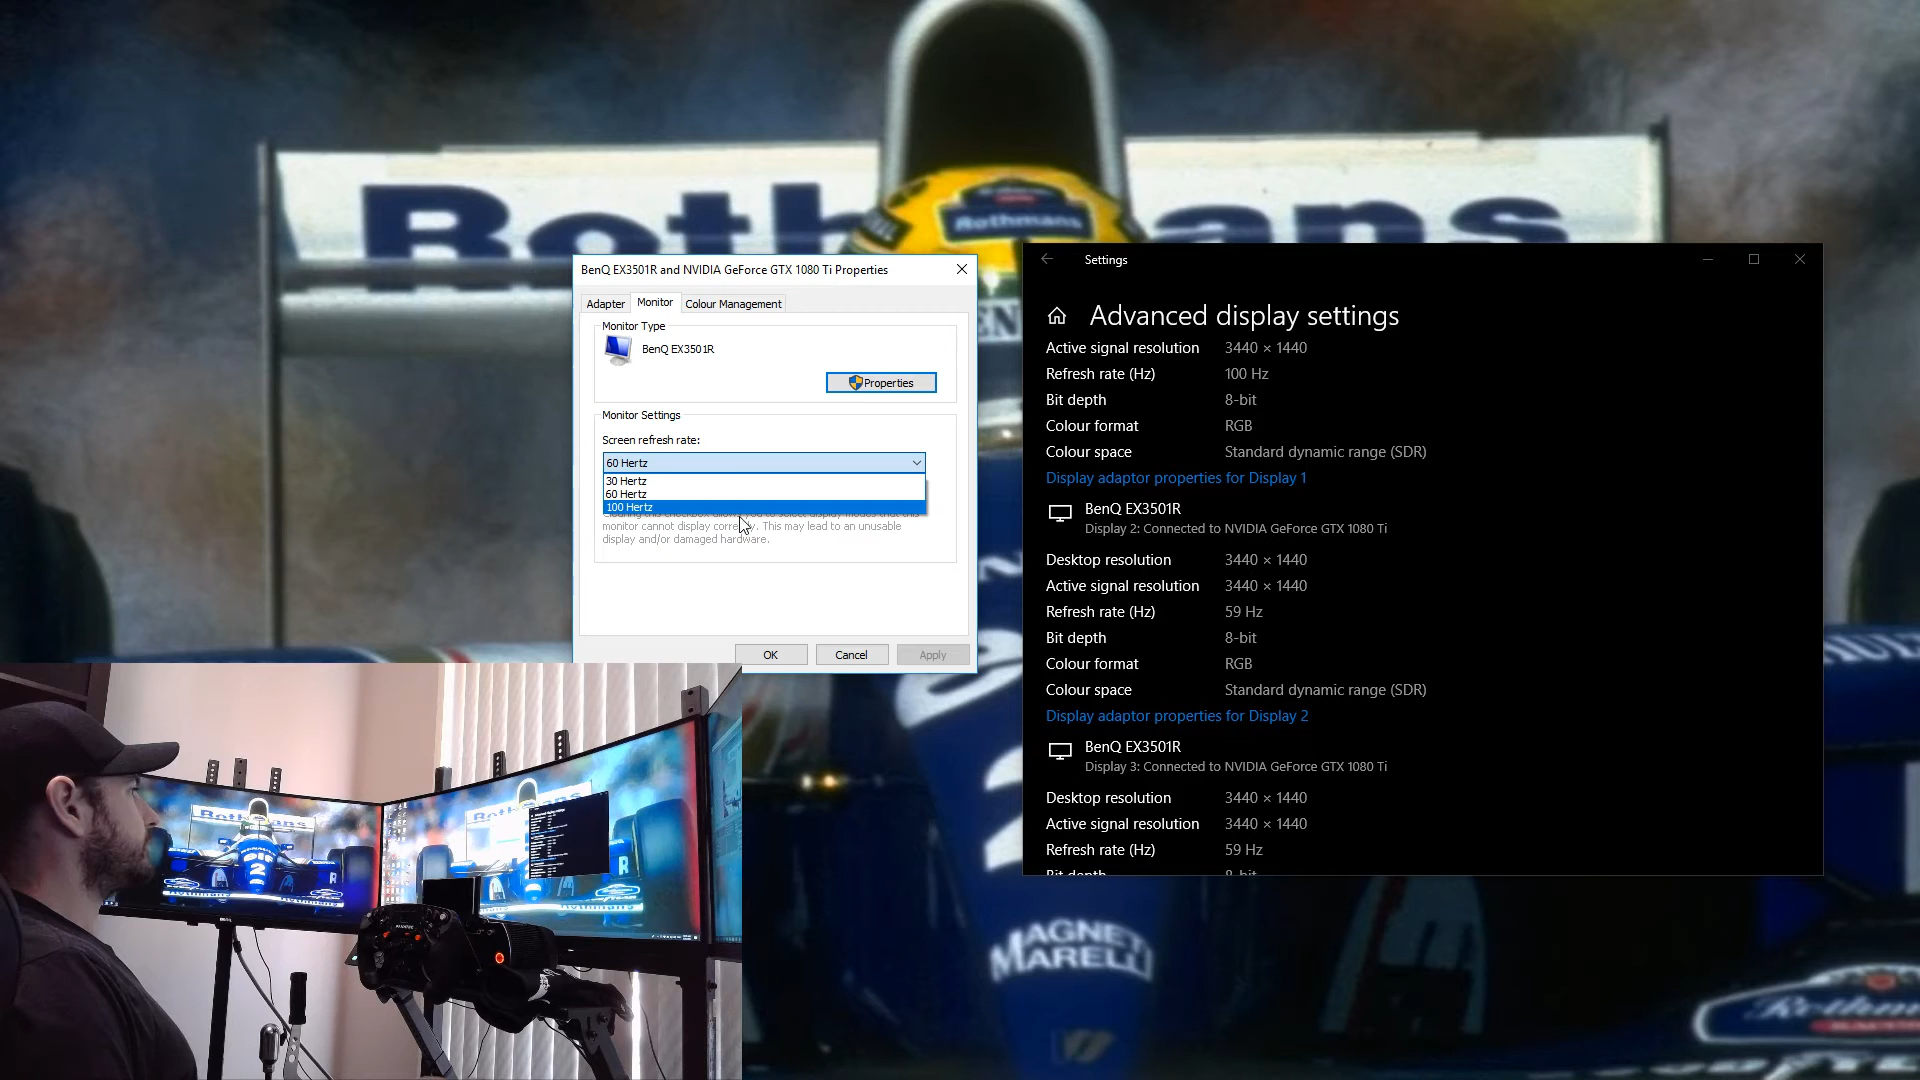 Rothmans
Rothmans
BenQ EX3501R and NVIDIA GeForce GTX 1080 Ti Properties
Adapter
Monitor
Colour Management
Monitor Type
BenQ EX3501R
Properties
Monitor Settings
Screen refresh rate:
60 Hertz
30 Hertz
60 Hertz
100 Hertz
monitor cannot display correctly. This may lead to an unusable
display and/or damaged hardware.
OK
Cancel
Apply
Settings
Advanced display settings
Active signal resolution 3440 × 1440
Refresh rate (Hz) 100 Hz
Bit depth 8-bit
Colour format RGB
Colour space Standard dynamic range (SDR)
Display adaptor properties for Display 1
BenQ EX3501R
Display 2: Connected to NVIDIA GeForce GTX 1080 Ti
Desktop resolution 3440 × 1440
Active signal resolution 3440 × 1440
Refresh rate (Hz) 59 Hz
Bit depth 8-bit
Colour format RGB
Colour space Standard dynamic range (SDR)
Display adaptor properties for Display 2
BenQ EX3501R
Display 3: Connected to NVIDIA GeForce GTX 1080 Ti
Desktop resolution 3440 × 1440
Active signal resolution 3440 × 1440
Refresh rate (Hz) 59 Hz
Bit depth 8-bit
2
MAGNETI
MARELLI